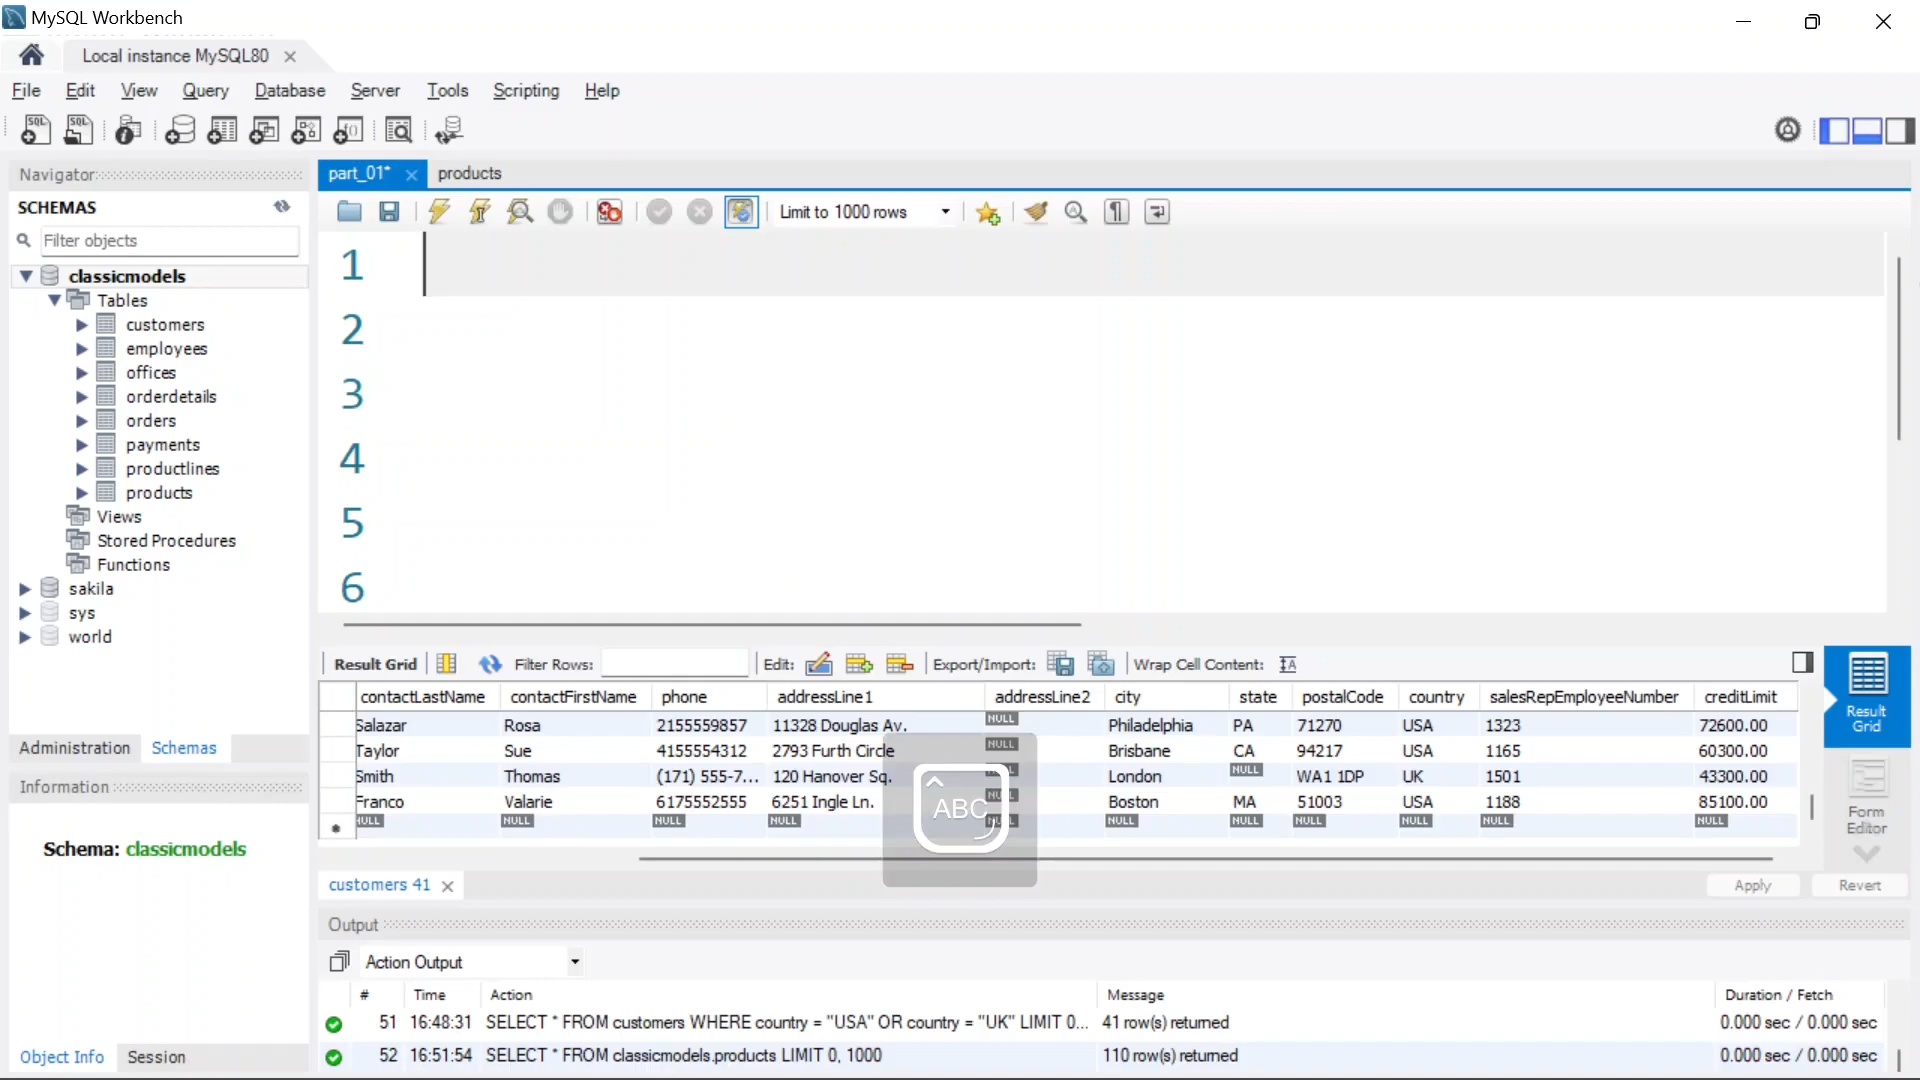 MySQL Workbench
Local instance MySQL80
File Edit View Query Database Server Tools Scripting Help
Navigator
part_01* products
SCHEMAS
Limit to 1000 rows
Filter objects
classicmodels
Tables
customers
employees
offices
orderdetails
orders
payments
productlines
products
Views
Stored Procedures
Functions
sakila
sys
world
1
2
3
4
5
6
Result Grid Filter Rows: Edit: Export/Import: Wrap Cell Content:
contactLastName contactFirstName phone addressLine1 addressLine2 city state postalCode country salesRepEmployeeNumber creditLimit
Salazar Rosa 2155559857 11328 Douglas Av. NULL Philadelphia PA 71270 USA 1323 72600.00
Taylor Sue 4155554312 2793 Furth Circle NULL Brisbane CA 94217 USA 1165 60300.00
Smith Thomas (171) 555-7... 120 Hanover Sq. London NULL WA1 1DP UK 1501 43300.00
Franco Valarie 6175552555 6251 Ingle Ln. Boston MA 51003 USA 1188 85100.00
NULL NULL NULL NULL NULL NULL NULL NULL NULL NULL
ABC
Result
Grid
Form
Editor
Administration Schemas
Information
Schema: classicmodels
customers 41
Apply Revert
Output
Action Output
# Time Action Message Duration / Fetch
51 16:48:31 SELECT * FROM customers WHERE country = "USA" OR country = "UK" LIMIT 0... 41 row(s) returned 0.000 sec / 0.000 sec
52 16:51:54 SELECT * FROM classicmodels.products LIMIT 0, 1000 110 row(s) returned 0.000 sec / 0.000 sec
Object Info Session